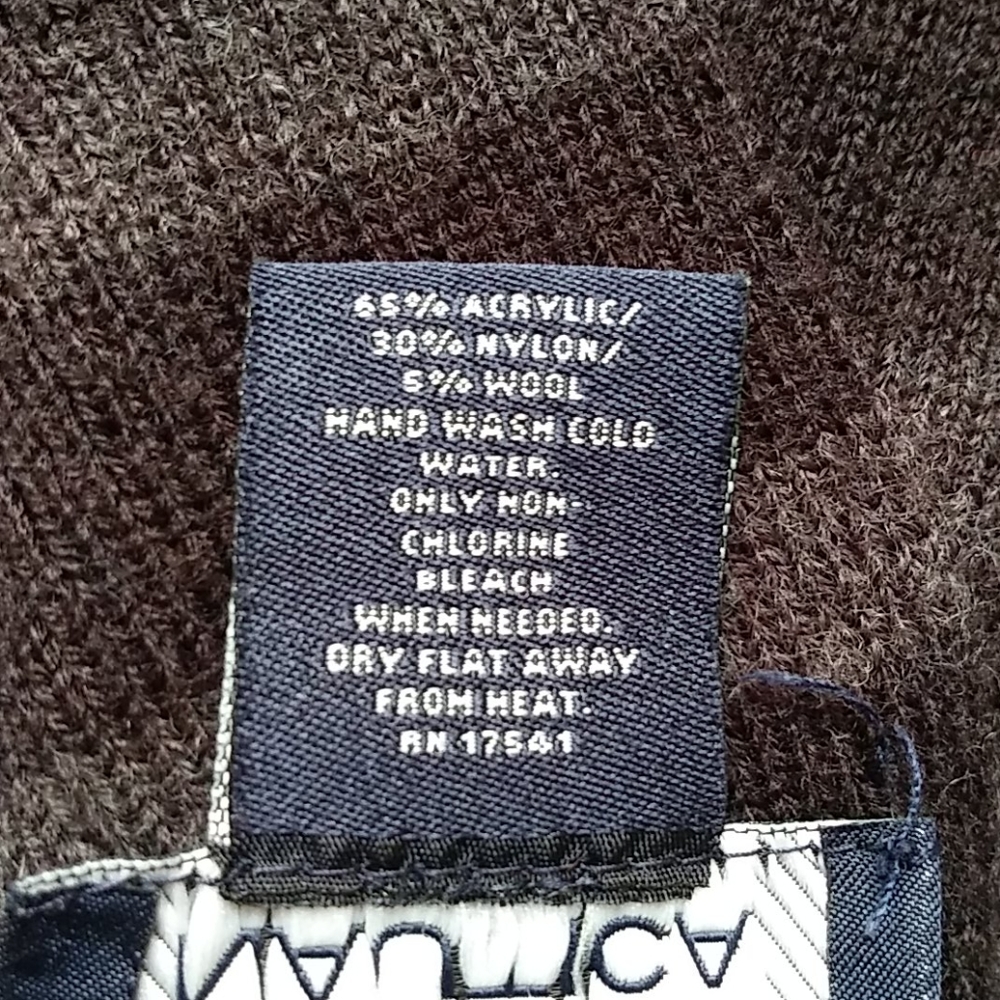 65% ACRYLIC/
30% NYLON/
5% WOOL
HAND WASH COLD
WATER.
ONLY NON-
CHLORINE
BLEACH
WHEN NEEDED.
DRY FLAT AWAY
FROM HEAT.
RN 17541
NAUTICA